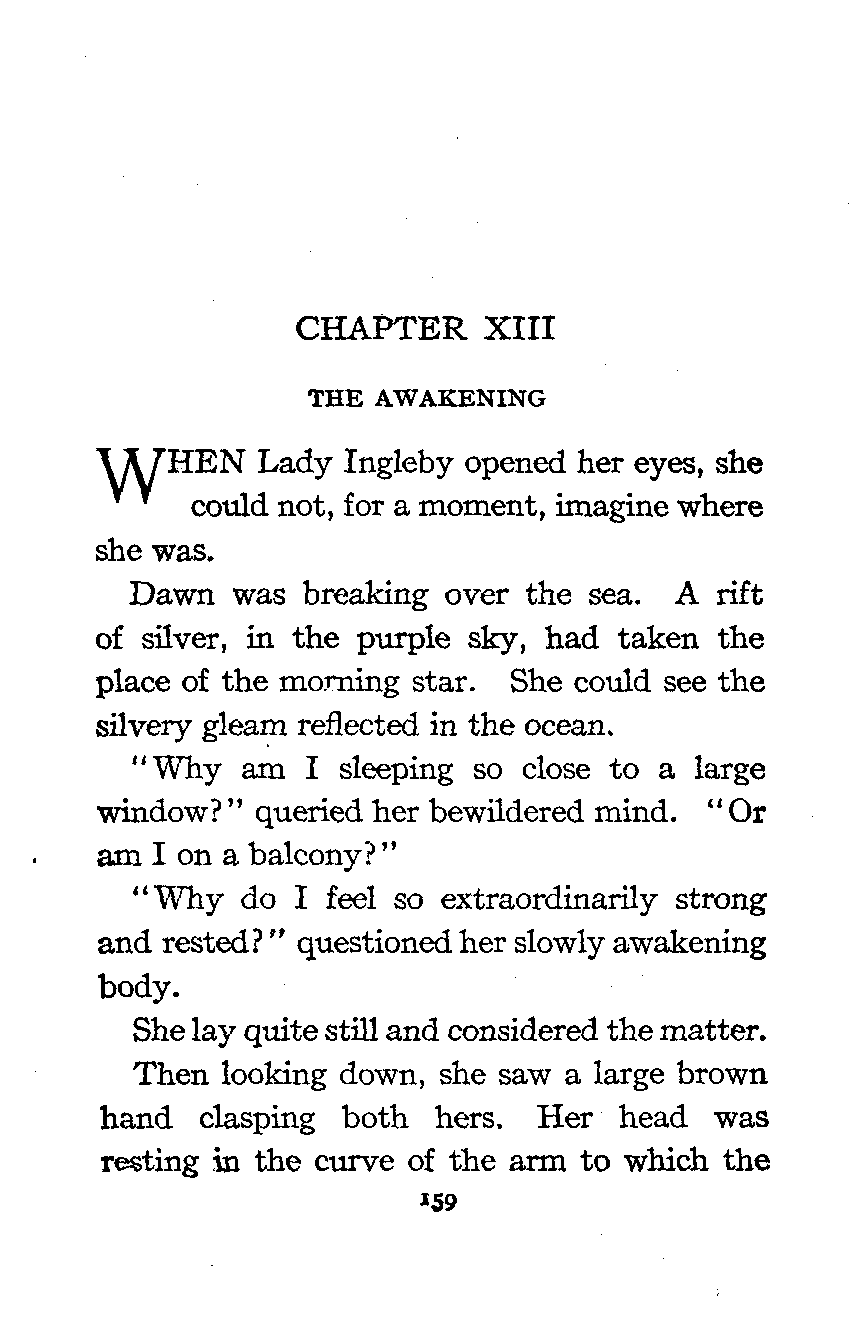 CHAPTER XIII
THE AWAKENING
WHEN Lady Ingleby opened her eyes, she
could not, for a moment, imagine where
she was.
Dawn was breaking over the sea. A rift
of silver, in the purple sky, had taken the
place of the morning star. She could see the
silvery gleam reflected in the ocean.
"Why am I sleeping so close to a large
window?" queried her bewildered mind. "Or
am I on a balcony?"
"Why do I feel so extraordinarily strong
and rested?" questioned her slowly awakening
body.
She lay quite still and considered the matter.
Then looking down, she saw a large brown
hand clasping both hers. Her head was
resting in the curve of the arm to which the
159